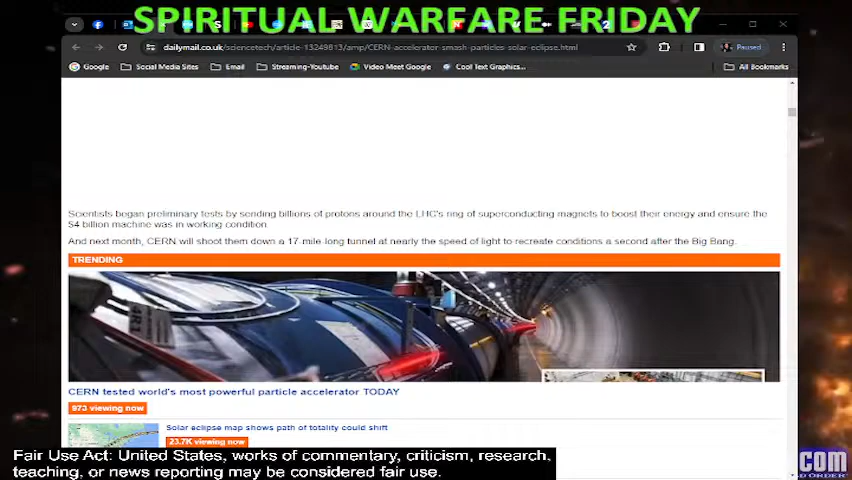 SPIRITUAL WARFARE FRIDAY
dailymail.co.uk/sciencetech/article-13249813/amp/CERN-accelerator-smash-particles-solar-eclipse.html
Paused
Google Social Media Sites Email Streaming-Youtube Video Meet Google Cool Text Graphics... All Bookmarks
Scientists began preliminary tests by sending billions of protons around the LHC's ring of superconducting magnets to boost their energy and ensure the
$4 billion machine was in working condition.
And next month, CERN will shoot them down a 17-mile-long tunnel at nearly the speed of light to recreate conditions a second after the Big Bang.
TRENDING
CERN tested world's most powerful particle accelerator TODAY
973 viewing now
Solar eclipse map shows path of totality could shift
23.7K viewing now
Fair Use Act: United States, works of commentary, criticism, research,
teaching, or news reporting may be considered fair use.
COM